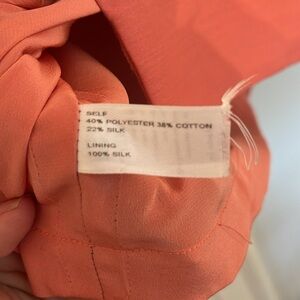 SELF
40% POLYESTER 38% COTTON
22% SILK
LINING
100% SILK